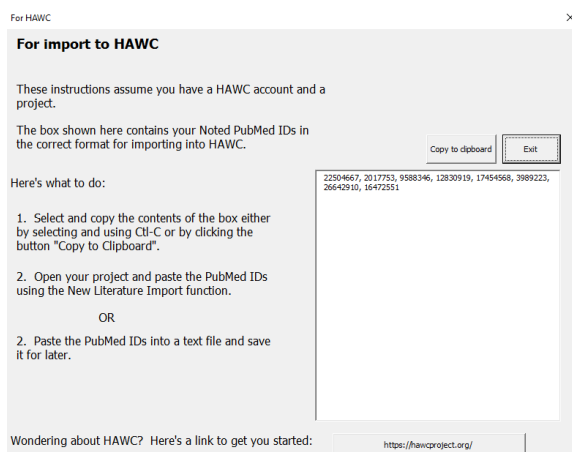 For HAWC
For import to HAWC
These instructions assume you have a HAWC account and a
project.
The box shown here contains your Noted PubMed IDs in
the correct format for importing into HAWC.
Copy to clipboard
Exit
Here's what to do:
22504667, 2017753, 9588346, 12830919, 17454568, 3989223,
26642910, 16472551
1. Select and copy the contents of the box either
by selecting and using Ctl-C or by clicking the
button "Copy to Clipboard".
2. Open your project and paste the PubMed IDs
using the New Literature Import function.
OR
2. Paste the PubMed IDs into a text file and save
it for later.
Wondering about HAWC? Here's a link to get you started:
https://hawcproject.org/